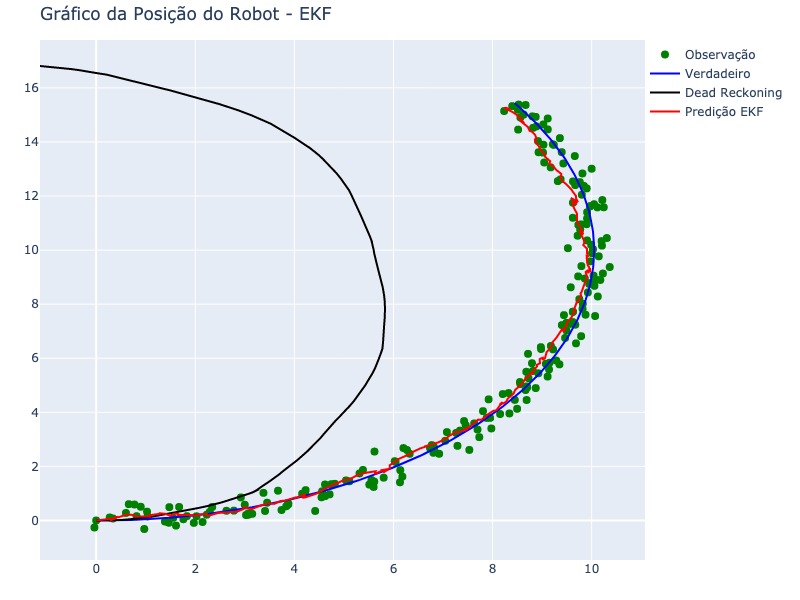 Gráfico da Posição do Robot - EKF
Observação
Verdadeiro
Dead Reckoning
Predição EKF
16
14
12
10
8
6
4
2
0
0 2 4 6 8 10